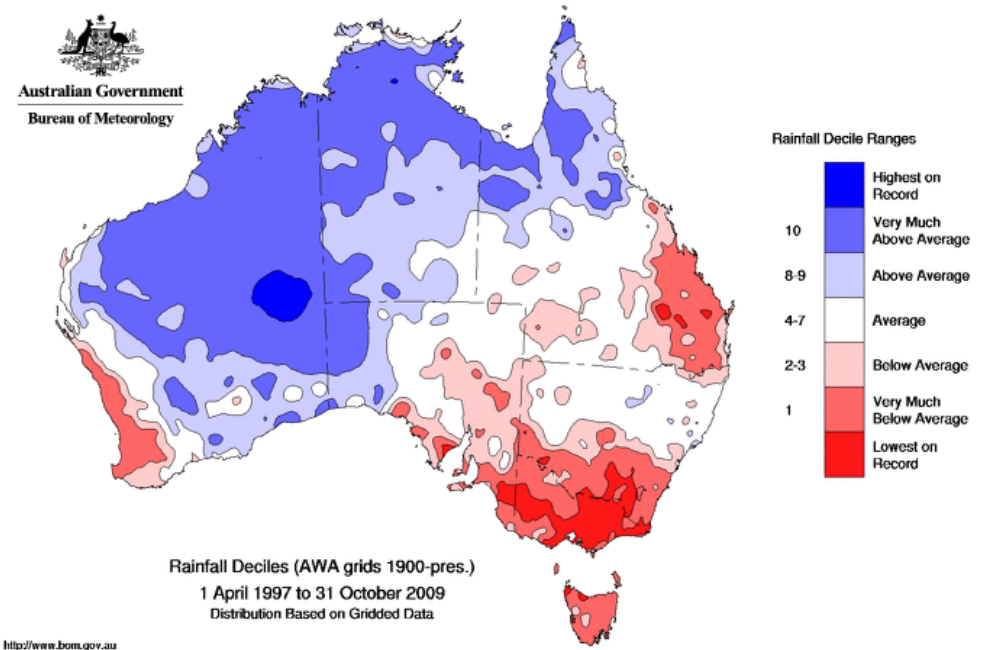 Australian Government
Bureau of Meteorology
Rainfall Decile Ranges
Highest on
Record
10
Very Much
Above Average
8-9
Above Average
4-7
Average
2-3
Below Average
1
Very Much
Below Average
Lowest on
Record
Rainfall Deciles (AWA grids 1900-pres.)
1 April 1997 to 31 October 2009
Distribution Based on Gridded Data
http://www.bom.gov.au